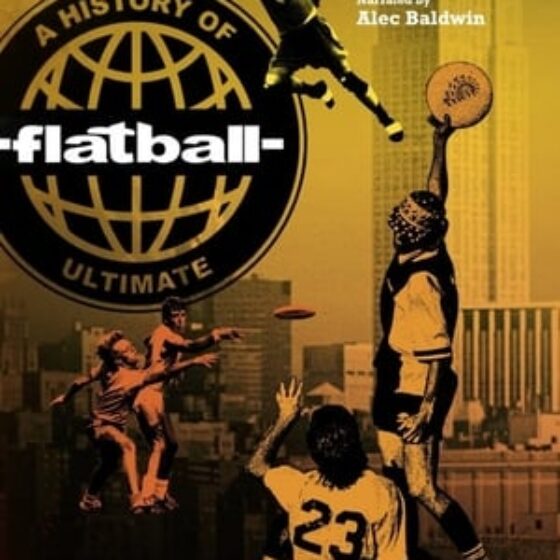 Narrated by
Alec Baldwin
A HISTORY OF
-flatball-
ULTIMATE
23